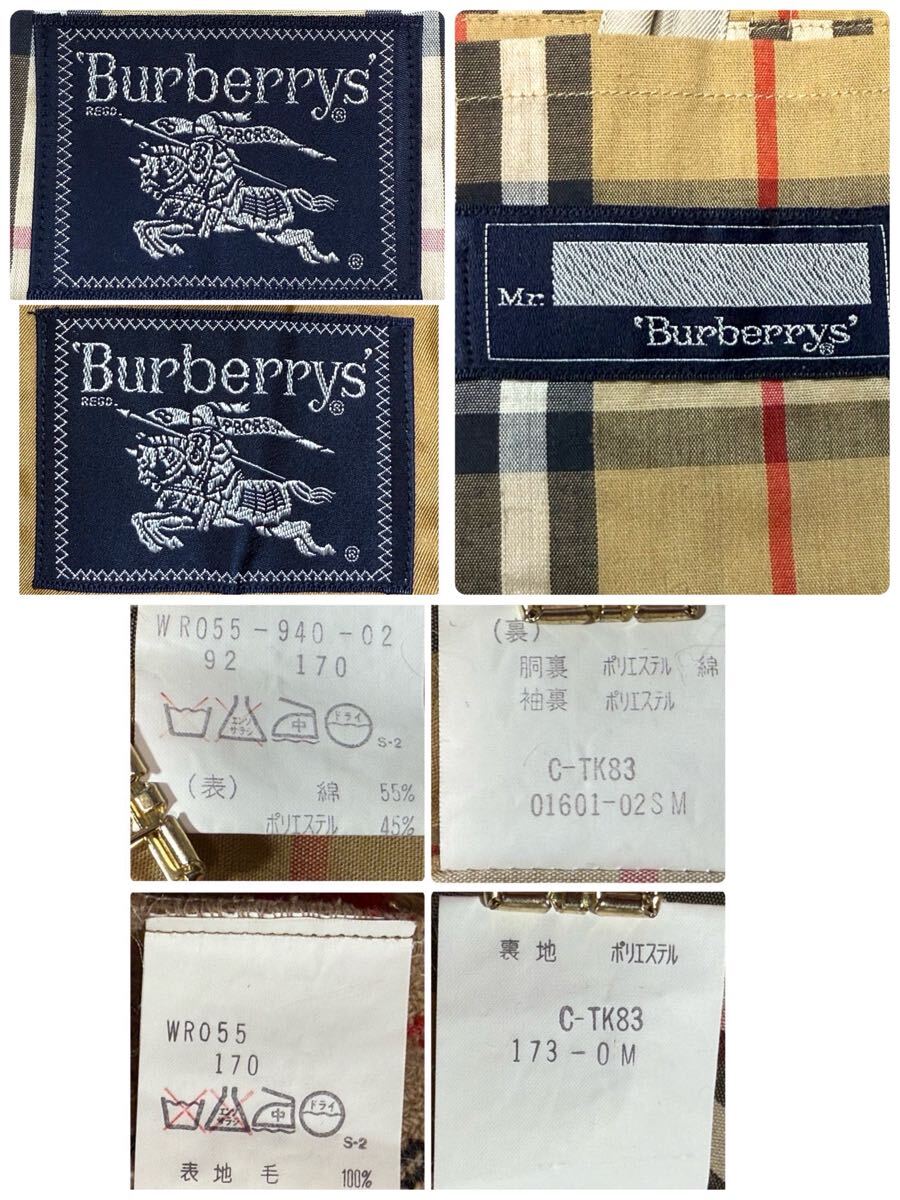 'Burberrys'®
REGD.
PRORSUM
®
Mr.
'Burberrys'®
'Burberrys'®
REGD.
PRORSUM
®
WR055-940-02
92 170
エンソサラシ 中 ドライ
S-2
(表) 綿 55%
ポリエステル 45%
(裏)
胴裏 ポリエステル 綿
袖裏 ポリエステル
C-TK83
01601-02SM
WR055
170
エンソサラシ 中 ドライ
S-2
表地 毛 100%
裏地 ポリエステル
C-TK83
173-0M